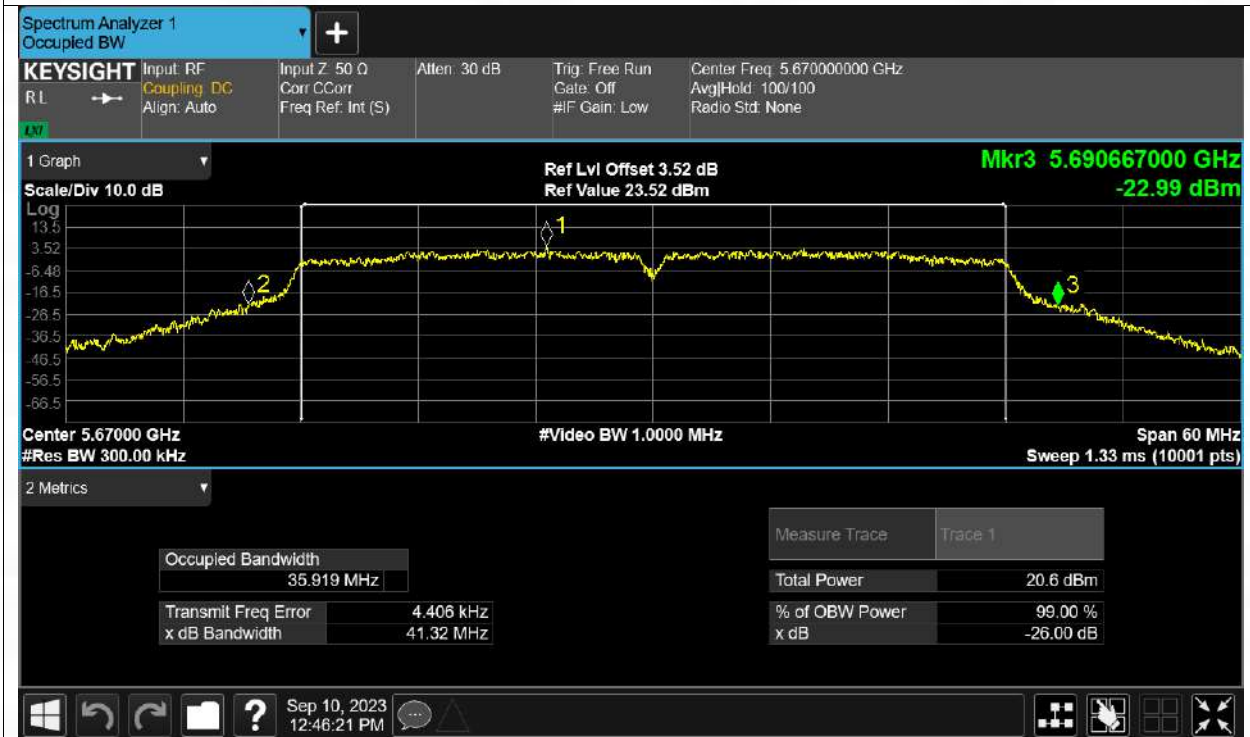 Spectrum Analyzer 1
Occupied BW
+
KEYSIGHT
RL
LXI
Input: RF
Coupling: DC
Align: Auto
Input Z: 50 Ω
Corr CCorr
Freq Ref: Int (S)
Atten: 30 dB
Trig: Free Run
Gate: Off
#IF Gain: Low
Center Freq: 5.670000000 GHz
Avg|Hold: 100/100
Radio Std: None
1 Graph
Scale/Div 10.0 dB
Ref Lvl Offset 3.52 dB
Ref Value 23.52 dBm
Mkr3 5.690667000 GHz
-22.99 dBm
Log
13.5
3.52
-6.48
-16.5
-26.5
-36.5
-46.5
-56.5
-66.5
1
2
3
Center 5.67000 GHz
#Res BW 300.00 kHz
#Video BW 1.0000 MHz
Span 60 MHz
Sweep 1.33 ms (10001 pts)
2 Metrics
Occupied Bandwidth
35.919 MHz
Transmit Freq Error 4.406 kHz
x dB Bandwidth 41.32 MHz
Measure Trace Trace 1
Total Power 20.6 dBm
% of OBW Power 99.00 %
x dB -26.00 dB
?
Sep 10, 2023
12:46:21 PM